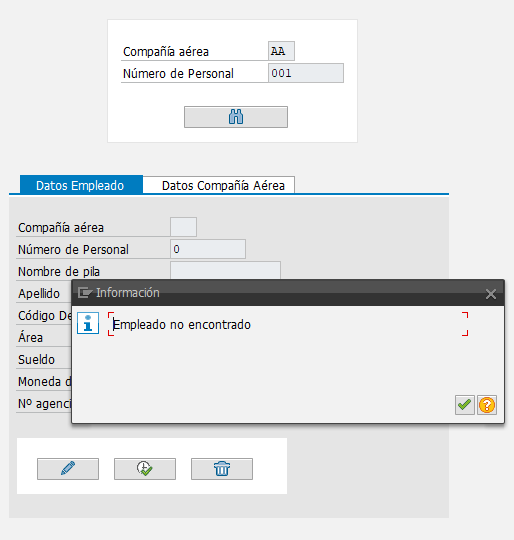 Compañía aérea AA
Número de Personal 001
Datos Empleado Datos Compañía Aérea
Compañía aérea
Número de Personal 0
Nombre de pila
Información
Apellido
Empleado no encontrado
Código De
Área
Sueldo
Moneda d
Nº agenci